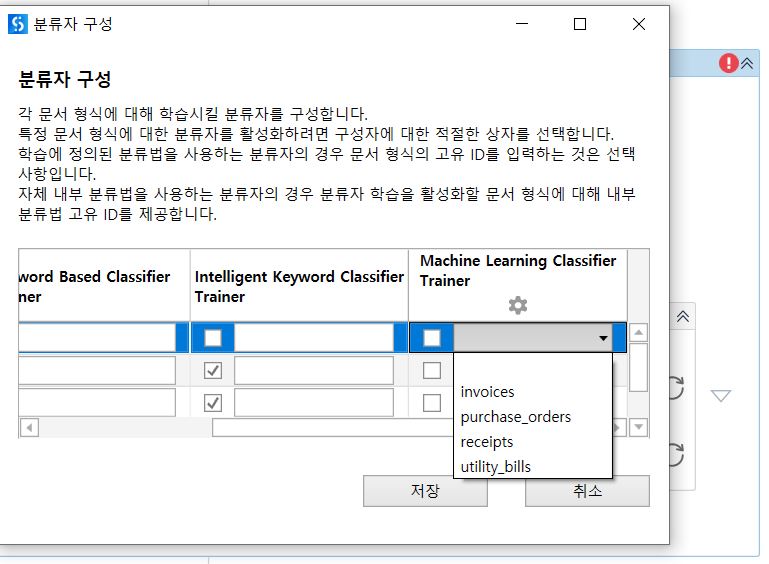 분류자 구성
분류자 구성
각 문서 형식에 대해 학습시킬 분류자를 구성합니다.
특정 문서 형식에 대한 분류자를 활성화하려면 구성자에 대한 적절한 상자를 선택합니다.
학습에 정의된 분류법을 사용하는 분류자의 경우 문서 형식의 고유 ID를 입력하는 것은 선택
사항입니다.
자체 내부 분류법을 사용하는 분류자의 경우 분류자 학습을 활성화할 문서 형식에 대해 내부
분류법 고유 ID를 제공합니다.
word Based Classifier
ner
Intelligent Keyword Classifier
Trainer
Machine Learning Classifier
Trainer
invoices
purchase_orders
receipts
utility_bills
저장
취소